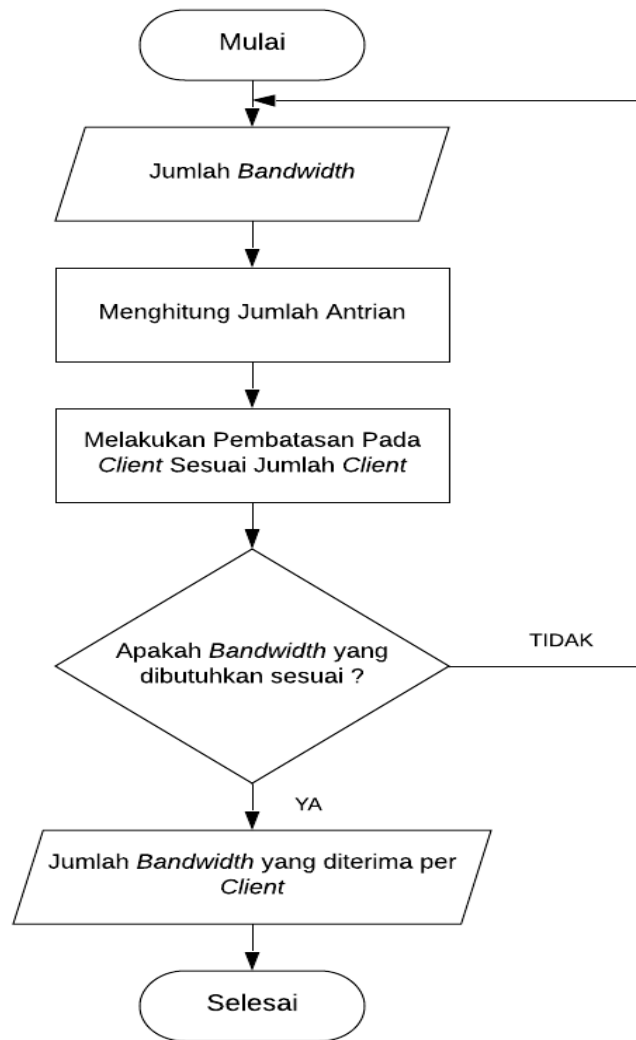 Mulai
Jumlah Bandwidth
Menghitung Jumlah Antrian
Melakukan Pembatasan Pada
Client Sesuai Jumlah Client
Apakah Bandwidth yang
dibutuhkan sesuai ?
TIDAK
YA
Jumlah Bandwidth yang diterima per
Client
Selesai